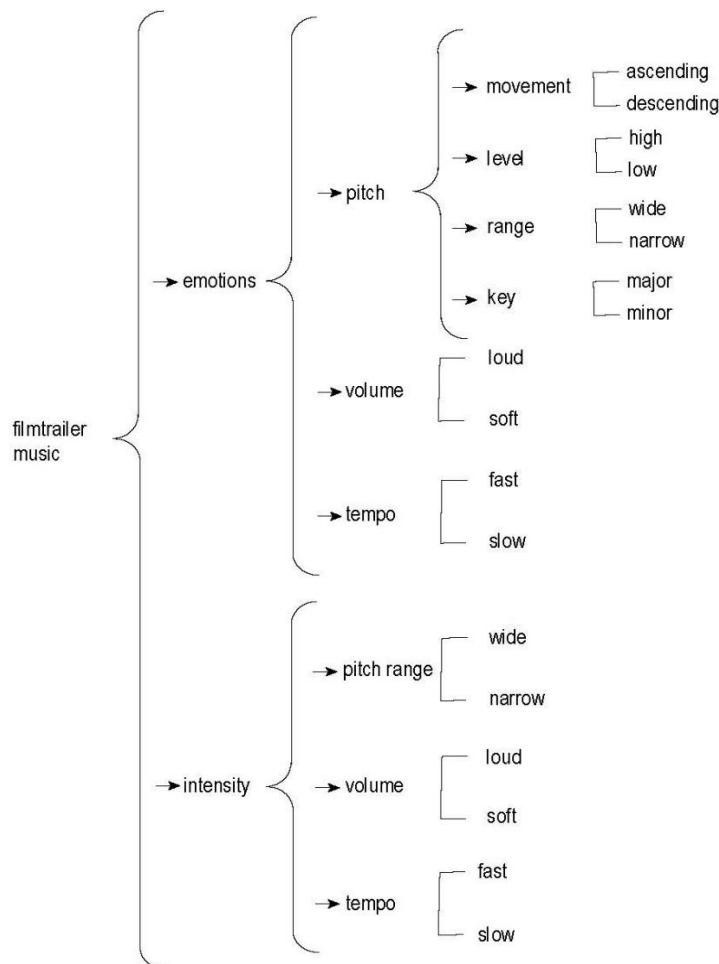 filmtrailer
music
emotions
pitch
movement
ascending
descending
level
high
low
range
wide
narrow
key
major
minor
volume
loud
soft
tempo
fast
slow
intensity
pitch range
wide
narrow
volume
loud
soft
tempo
fast
slow